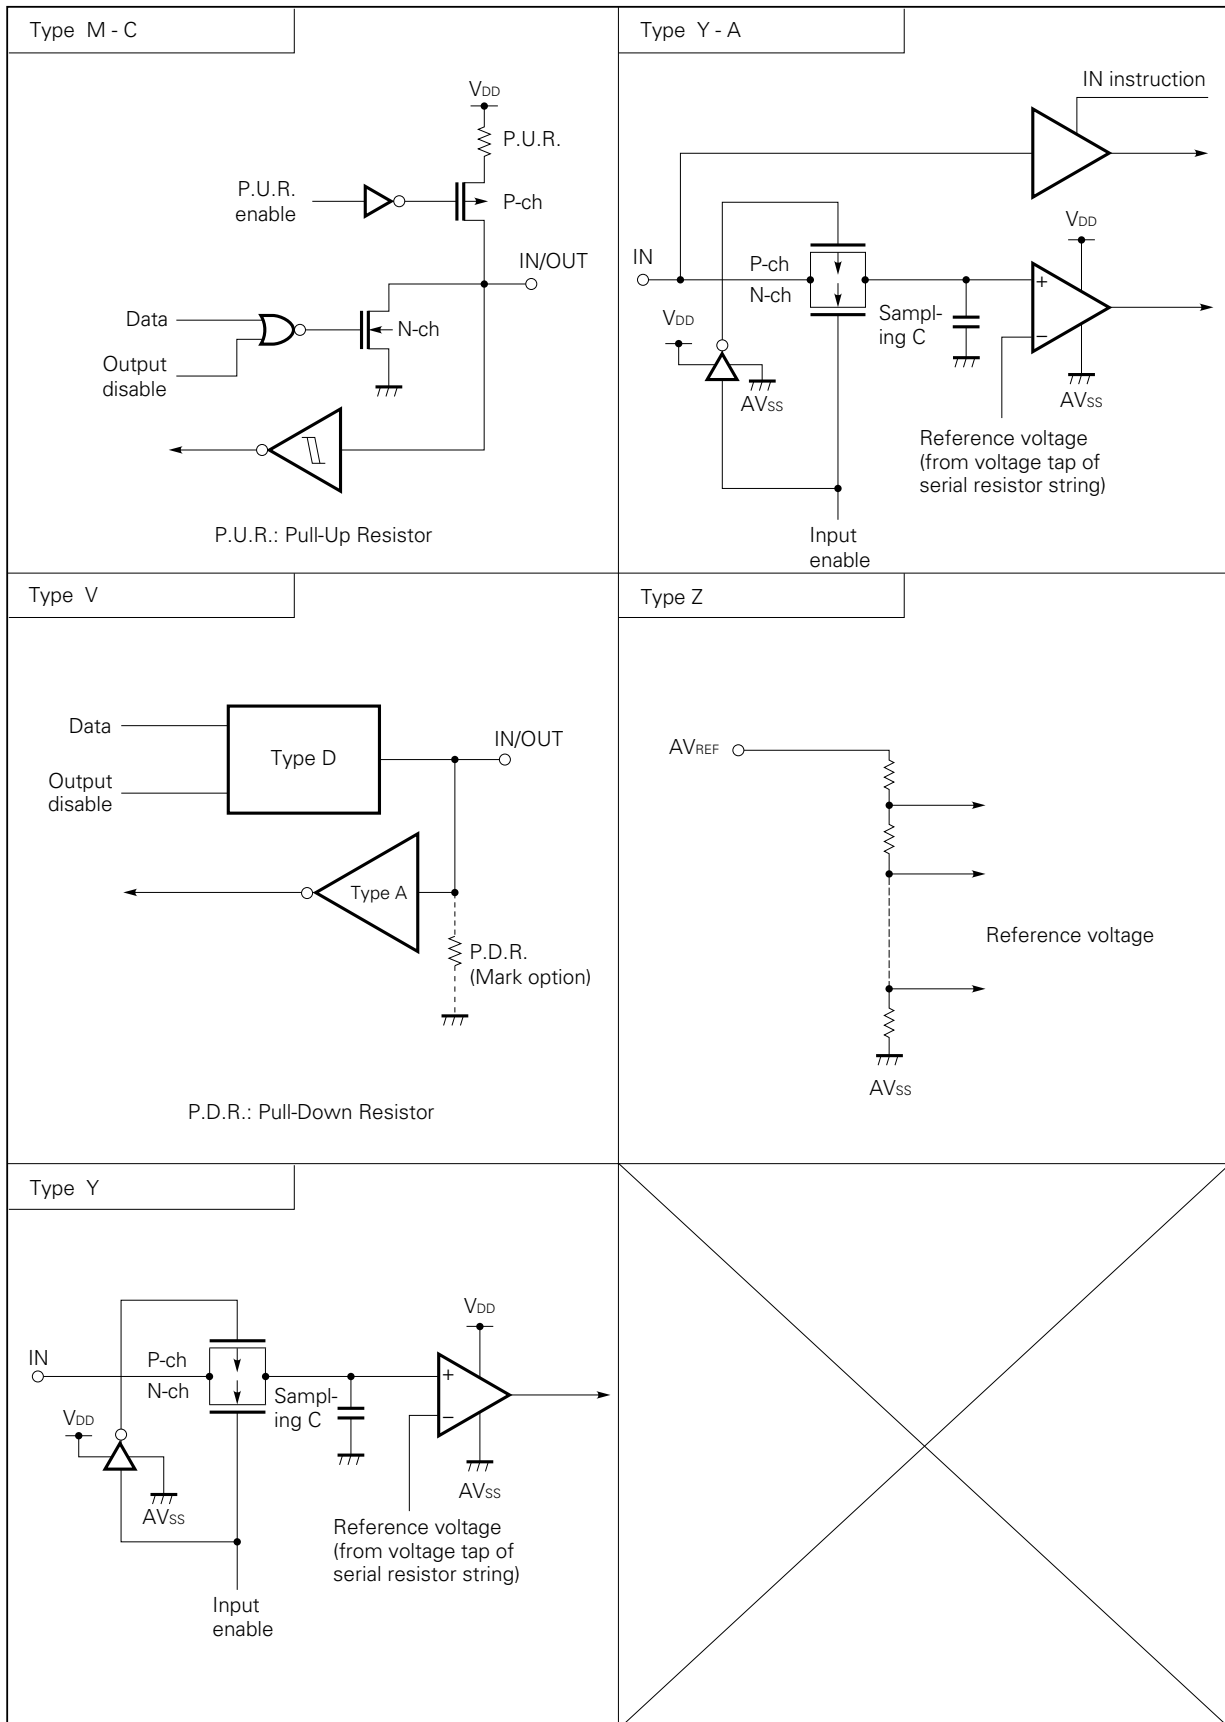 Type M - C
VDD
P.U.R.
P.U.R.
enable
P-ch
IN/OUT
Data
N-ch
Output
disable
P.U.R.: Pull-Up Resistor
Type Y - A
IN instruction
VDD
IN
P-ch
N-ch
+
−
Sampl-
ing C
VDD
AVSS
AVSS
Reference voltage
(from voltage tap of
serial resistor string)
Input
enable
Type V
Data
Type D
IN/OUT
Output
disable
Type A
P.D.R.
(Mark option)
P.D.R.: Pull-Down Resistor
Type Z
AVREF
Reference voltage
AVSS
Type Y
VDD
IN
P-ch
N-ch
+
−
Sampl-
ing C
VDD
AVSS
AVSS
Reference voltage
(from voltage tap of
serial resistor string)
Input
enable